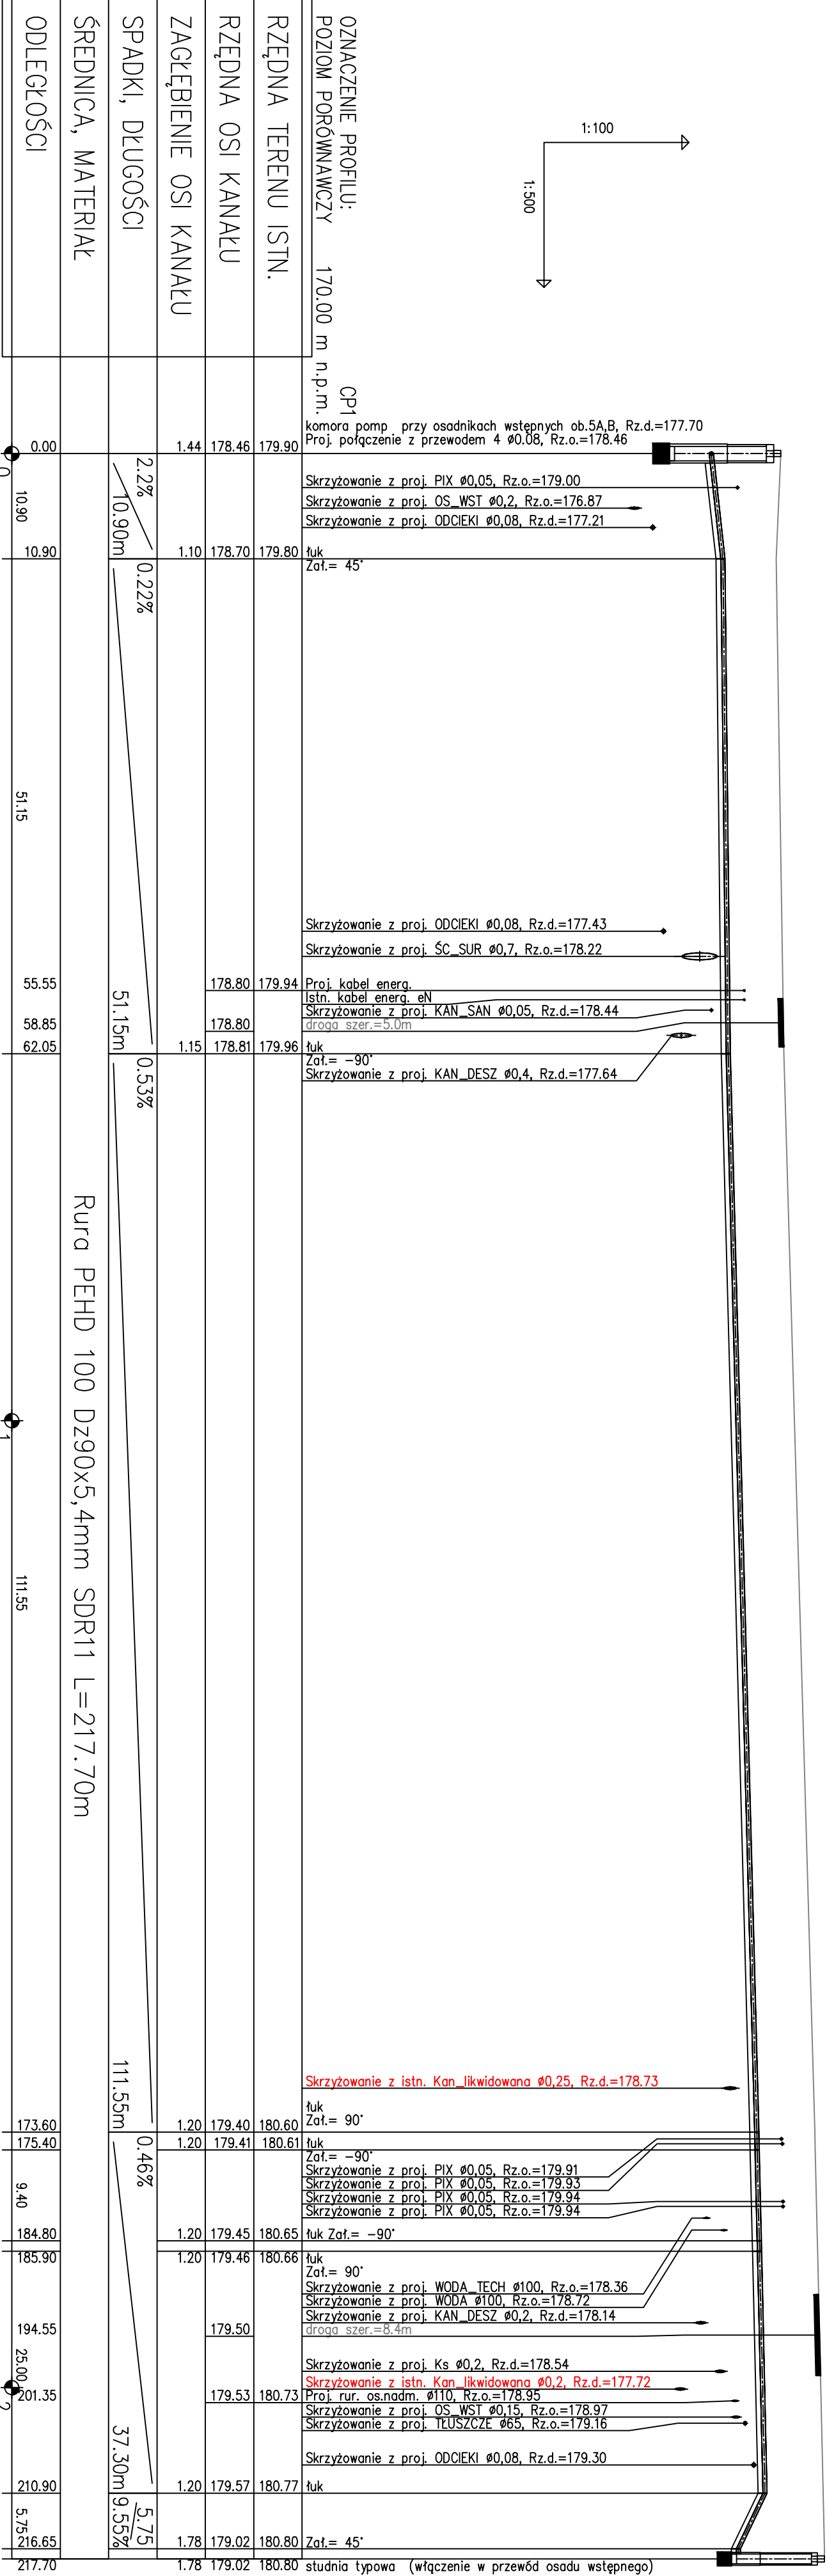 1:100
1:500
OZNACZENIE PROFILU: CP1
POZIOM PORÓWNAWCZY 170.00 m n.p.m.
RZĘDNA TERENU ISTN.
RZĘDNA OSI KANAŁU
ZAGŁĘBIENIE OSI KANAŁU
SPADKI, DŁUGOŚCI
ŚREDNICA, MATERIAŁ
ODLEGŁOŚCI
komora pomp przy osadnikach wstępnych ob.5A,B, Rz.d.=177.70
Proj. połączenie z przewodem 4 ø0.08, Rz.o.=178.46
0.00 1.44 178.46 179.90
0
Skrzyżowanie z proj. PIX ø0,05, Rz.o.=179.00
Skrzyżowanie z proj. OS_WST ø0,2, Rz.o.=176.87
Skrzyżowanie z proj. ODCIEKI ø0,08, Rz.d.=177.21
2.2%
10.90m
10.90
10.90 1.10 178.70 179.80 łuk
Zał.= 45°
0.22%
51.15m
51.15
Skrzyżowanie z proj. ODCIEKI ø0,08, Rz.d.=177.43
Skrzyżowanie z proj. ŚC_SUR ø0,7, Rz.o.=178.22
55.55 178.80 179.94 Proj. kabel energ.
Istn. kabel energ. eN
Skrzyżowanie z proj. KAN_SAN ø0,05, Rz.d.=178.44
58.85 178.80 droga szer.=5.0m
62.05 1.15 178.81 179.96 łuk
Zał.= -90°
Skrzyżowanie z proj. KAN_DESZ ø0,4, Rz.d.=177.64
0.53%
111.55m
111.55
Rura PEHD 100 Dz90x5,4mm SDR11 L=217.70m
1
Skrzyżowanie z istn. Kan_likwidowana ø0,25, Rz.d.=178.73
łuk
Zał.= 90°
173.60 1.20 179.40 180.60
175.40 1.20 179.41 180.61 łuk
Zał.= -90°
Skrzyżowanie z proj. PIX ø0,05, Rz.o.=179.91
Skrzyżowanie z proj. PIX ø0,05, Rz.o.=179.93
Skrzyżowanie z proj. PIX ø0,05, Rz.o.=179.94
Skrzyżowanie z proj. PIX ø0,05, Rz.o.=179.94
0.46%
37.30m
9.40
184.80 1.20 179.45 180.65 łuk Zał.= -90°
185.90 1.20 179.46 180.66 łuk
Zał.= 90°
Skrzyżowanie z proj. WODA_TECH ø100, Rz.o.=178.36
Skrzyżowanie z proj. WODA ø100, Rz.o.=178.72
Skrzyżowanie z proj. KAN_DESZ ø0,2, Rz.d.=178.14
194.55 179.50 droga szer.=8.4m
25.00
Skrzyżowanie z proj. Ks ø0,2, Rz.d.=178.54
Skrzyżowanie z istn. Kan_likwidowana ø0,2, Rz.d.=177.72
2
201.35 179.53 180.73 Proj. rur. os.nadm. ø110, Rz.o.=178.95
Skrzyżowanie z proj. OS_WST ø0,15, Rz.o.=178.97
Skrzyżowanie z proj. TŁUSZCZE ø65, Rz.o.=179.16
Skrzyżowanie z proj. ODCIEKI ø0,08, Rz.d.=179.30
210.90 1.20 179.57 180.77 łuk
5.75
9.55%
5.75
216.65 1.78 179.02 180.80 Zał.= 45°
217.70 1.78 179.02 180.80 studnia typowa (włączenie w przewód osadu wstępnego)